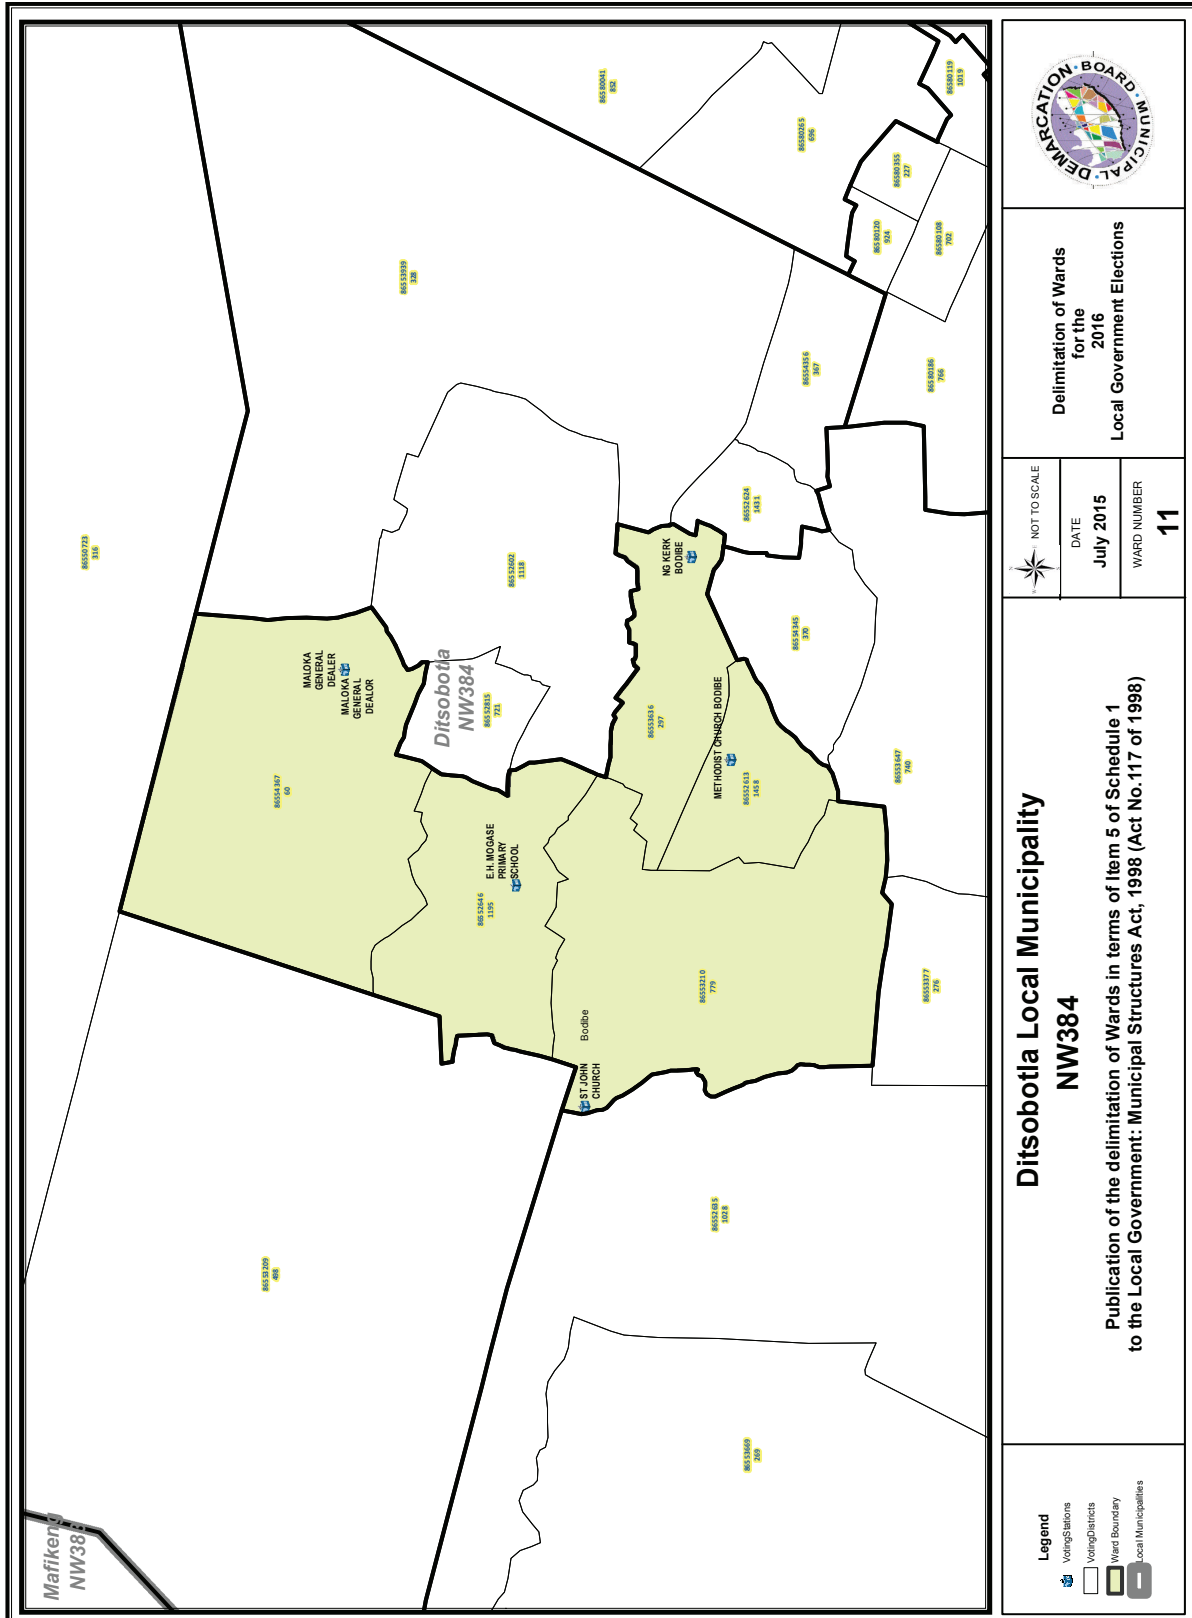 Mafikeng
NW383
86553209
498
86550723
316
86553939
328
86580041
852
86580265
696
86580119
1019
86580355
227
86580120
924
86580108
702
86580186
766
86554356
367
86552624
1431
86554345
370
86552602
1118
Ditsobotla
NW384
86552815
721
MALOKA
GENERAL
DEALER
MALOKA
GENERAL
DEALOR
86554367
60
E.H. MOGASE
PRIMARY
SCHOOL
86552646
1195
NG KERK
BODIBE
86553636
297
METHODIST CHURCH BODIBE
86552613
1458
86553210
779
Bodibe
ST JOHN
CHURCH
86553647
740
86553377
276
86552635
1028
86553669
269
Legend
VotingStations
VotingDistricts
Ward Boundary
Local Municipalities
Ditsobotla Local Municipality
NW384
Publication of the delimitation of Wards in terms of Item 5 of Schedule 1
to the Local Government: Municipal Structures Act, 1998 (Act No.117 of 1998)
NOT TO SCALE
DATE
July 2015
WARD NUMBER
11
Delimitation of Wards
for the
2016
Local Government Elections
MUNICIPAL DEMARCATION BOARD